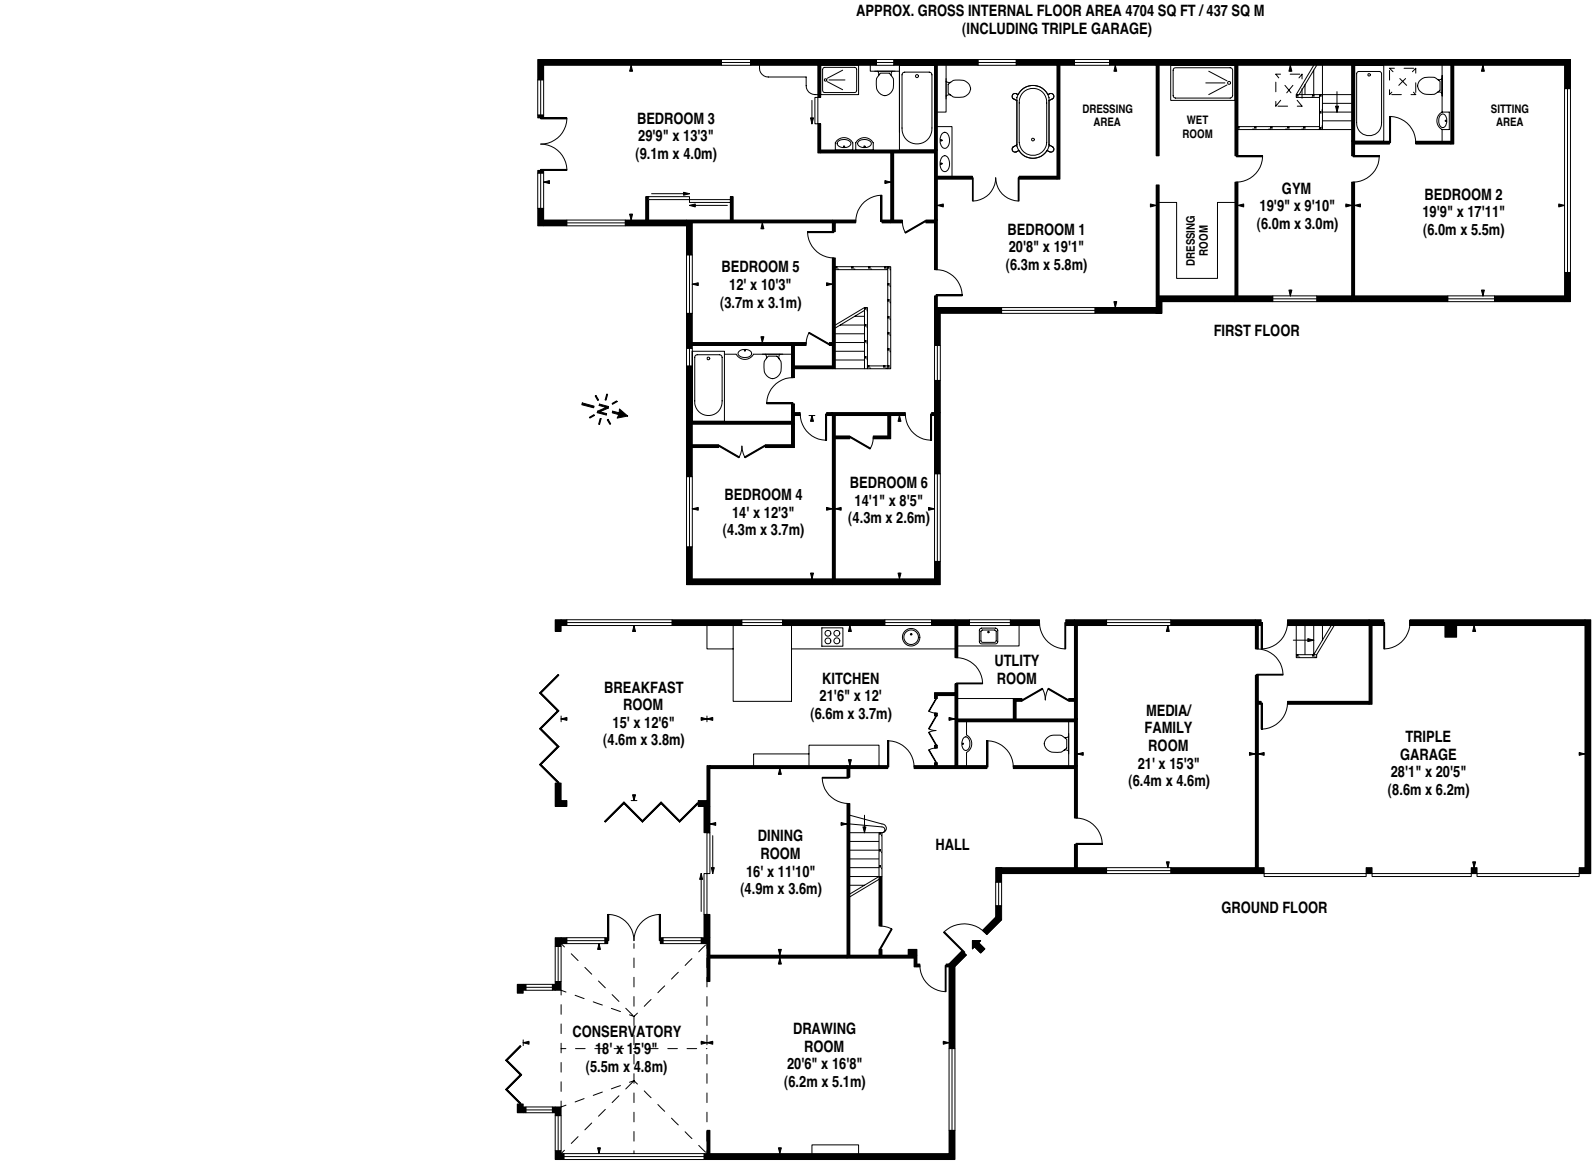 APPROX. GROSS INTERNAL FLOOR AREA 4704 SQ FT / 437 SQ M
(INCLUDING TRIPLE GARAGE)
BEDROOM 3
29'9" x 13'3"
(9.1m x 4.0m)
DRESSING
AREA
WET
ROOM
SITTING
AREA
GYM
19'9" x 9'10"
(6.0m x 3.0m)
BEDROOM 2
19'9" x 17'11"
(6.0m x 5.5m)
BEDROOM 1
20'8" x 19'1"
(6.3m x 5.8m)
DRESSING
ROOM
BEDROOM 5
12' x 10'3"
(3.7m x 3.1m)
FIRST FLOOR
N
BEDROOM 4
14' x 12'3"
(4.3m x 3.7m)
BEDROOM 6
14'1" x 8'5"
(4.3m x 2.6m)
BREAKFAST
ROOM
15' x 12'6"
(4.6m x 3.8m)
KITCHEN
21'6" x 12'
(6.6m x 3.7m)
UTLITY
ROOM
MEDIA/
FAMILY
ROOM
21' x 15'3"
(6.4m x 4.6m)
TRIPLE
GARAGE
28'1" x 20'5"
(8.6m x 6.2m)
DINING
ROOM
16' x 11'10"
(4.9m x 3.6m)
HALL
GROUND FLOOR
CONSERVATORY
18' x 15'9"
(5.5m x 4.8m)
DRAWING
ROOM
20'6" x 16'8"
(6.2m x 5.1m)